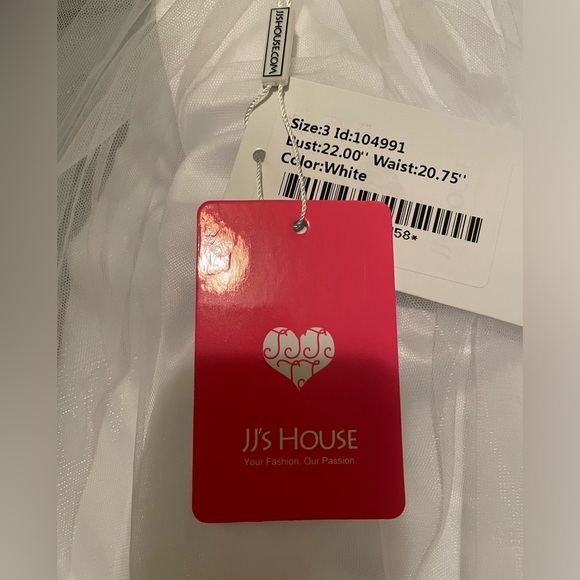 JJSHOUSE.COM
Size:3 Id:104991
Bust:22.00'' Waist:20.75''
Color:White
58*
JJ's House
Your Fashion. Our Passion.